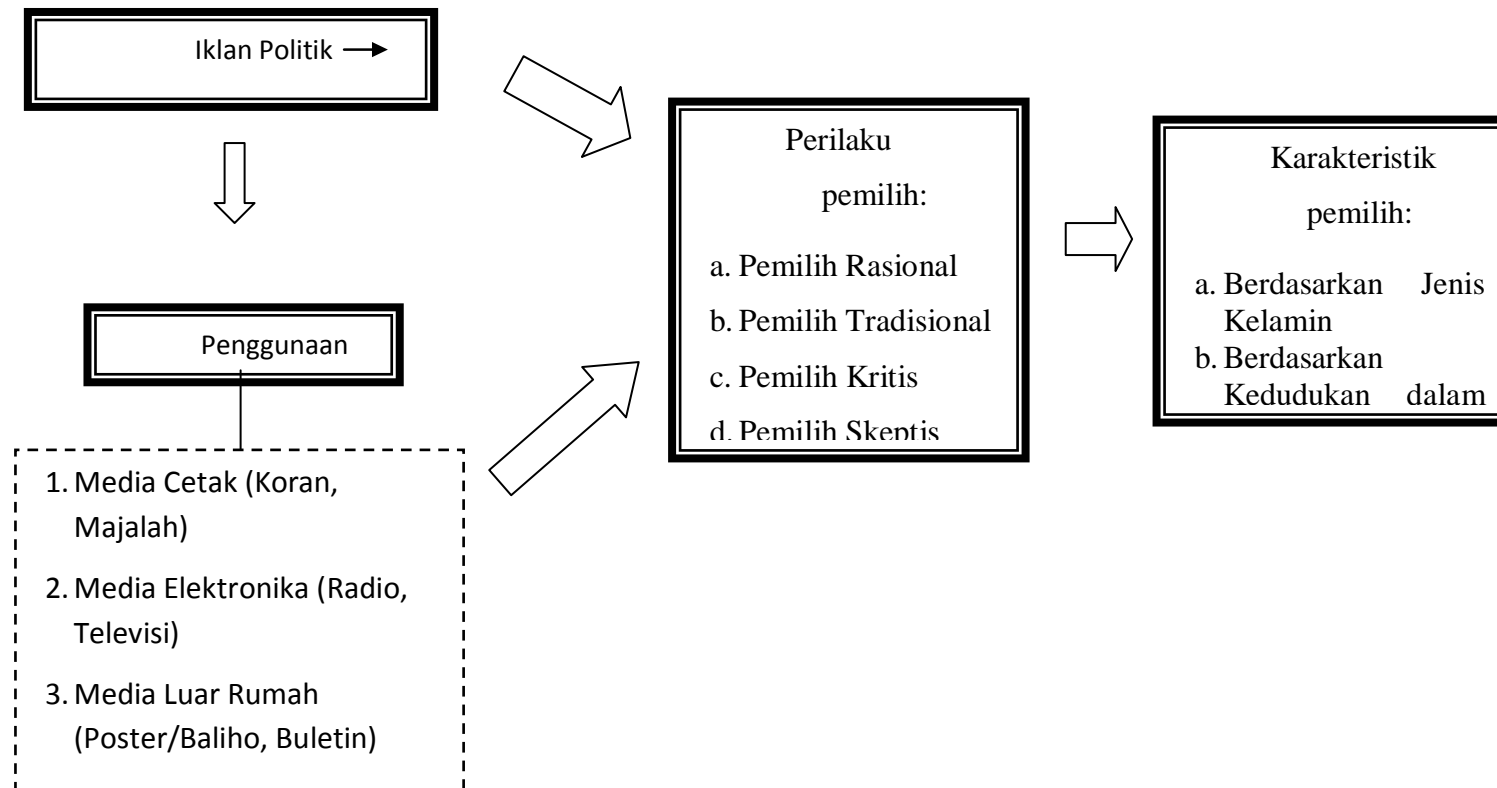 Iklan Politik
Penggunaan
1. Media Cetak (Koran,
Majalah)
2. Media Elektronika (Radio,
Televisi)
3. Media Luar Rumah
(Poster/Baliho, Buletin)
Perilaku
pemilih:
a. Pemilih Rasional
b. Pemilih Tradisional
c. Pemilih Kritis
d. Pemilih Skeptis
Karakteristik
pemilih:
a. Berdasarkan Jenis
Kelamin
b. Berdasarkan
Kedudukan dalam